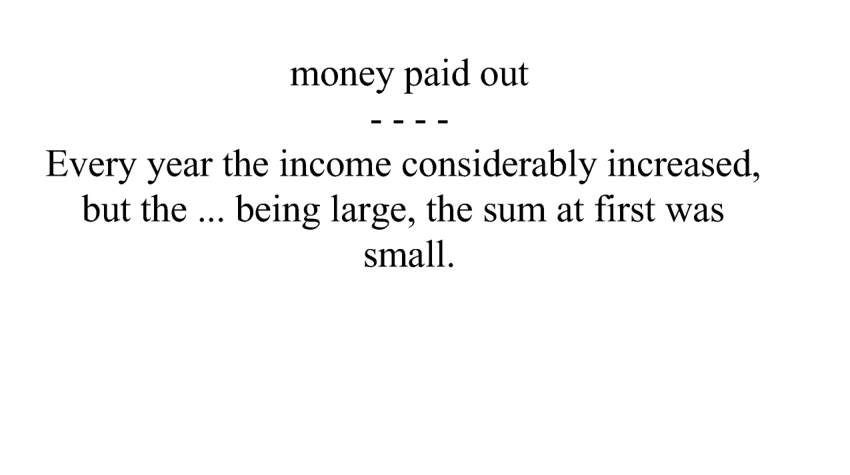 money paid out
- - - -
Every year the income considerably increased,
but the ... being large, the sum at first was
small.